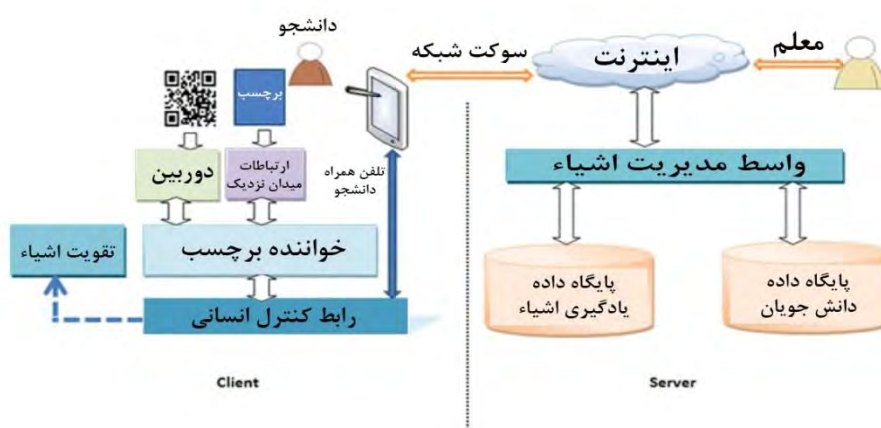 دانشجو
معلم
سوکت شبکه
اینترنت
برچسب
واسط مدیریت اشیاء
دوربین
ارتباطات
میدان نزدیک
تلفن همراه
دانشجو
خواننده برچسب
تقویت اشیاء
رابط کنترل انسانی
پایگاه داده
یادگیری اشیاء
پایگاه داده
دانش جویان
Client
Server